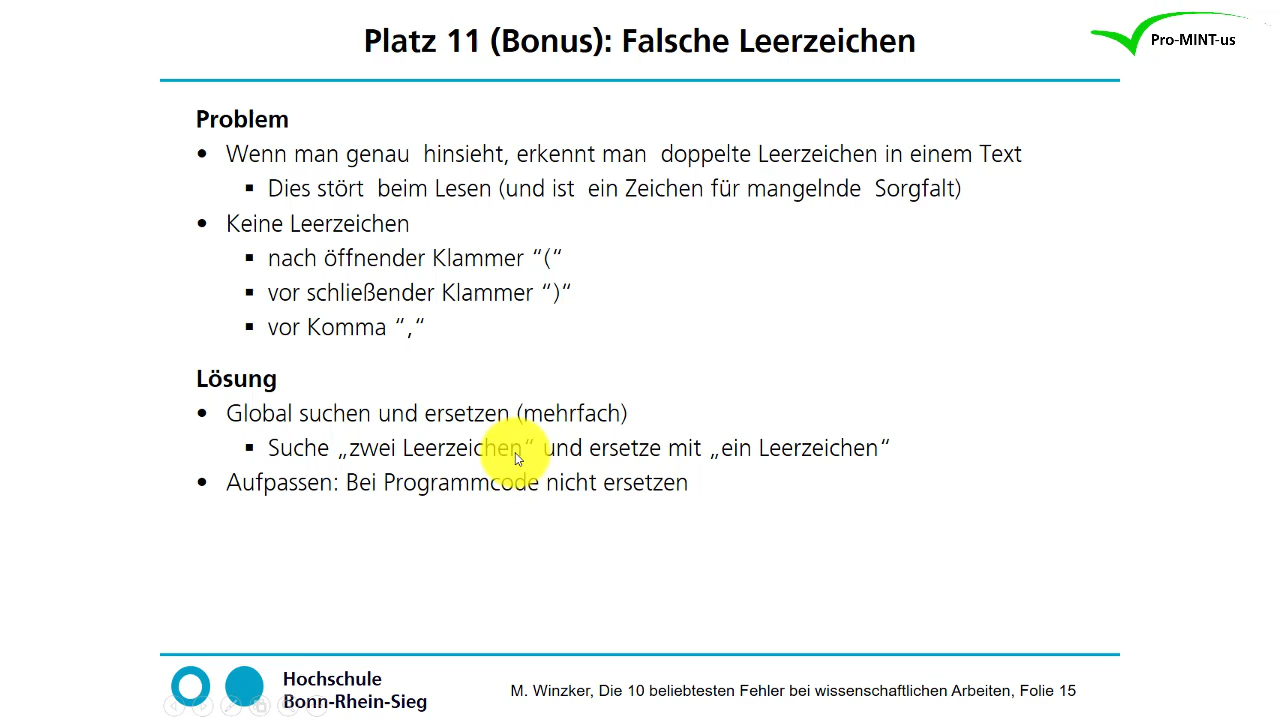 Platz 11 (Bonus): Falsche Leerzeichen
Pro-MINT-us
Problem
• Wenn man genau  hinsieht, erkennt man  doppelte Leerzeichen in einem Text
▪ Dies stört  beim Lesen (und ist  ein Zeichen für mangelnde  Sorgfalt)
• Keine Leerzeichen
▪ nach öffnender Klammer “(“
▪ vor schließender Klammer “)“
▪ vor Komma “,“
Lösung
• Global suchen und ersetzen (mehrfach)
▪ Suche „zwei Leerzeichen“ und ersetze mit „ein Leerzeichen“
• Aufpassen: Bei Programmcode nicht ersetzen
Hochschule
Bonn-Rhein-Sieg
M. Winzker, Die 10 beliebtesten Fehler bei wissenschaftlichen Arbeiten, Folie 15